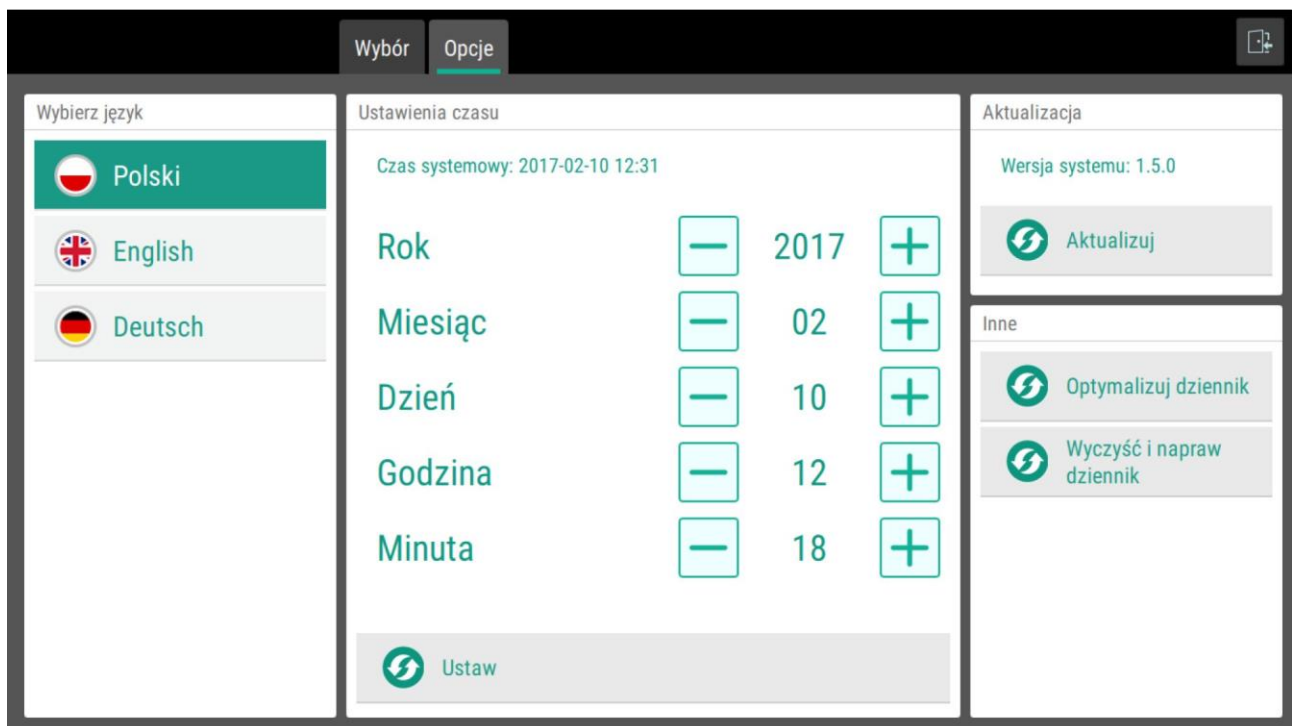 Wybór
Opcje
Wybierz język
Polski
English
Deutsch
Ustawienia czasu
Czas systemowy: 2017-02-10 12:31
Rok 2017
Miesiąc 02
Dzień 10
Godzina 12
Minuta 18
Ustaw
Aktualizacja
Wersja systemu: 1.5.0
Aktualizuj
Inne
Optymalizuj dziennik
Wyczyść i napraw
dziennik